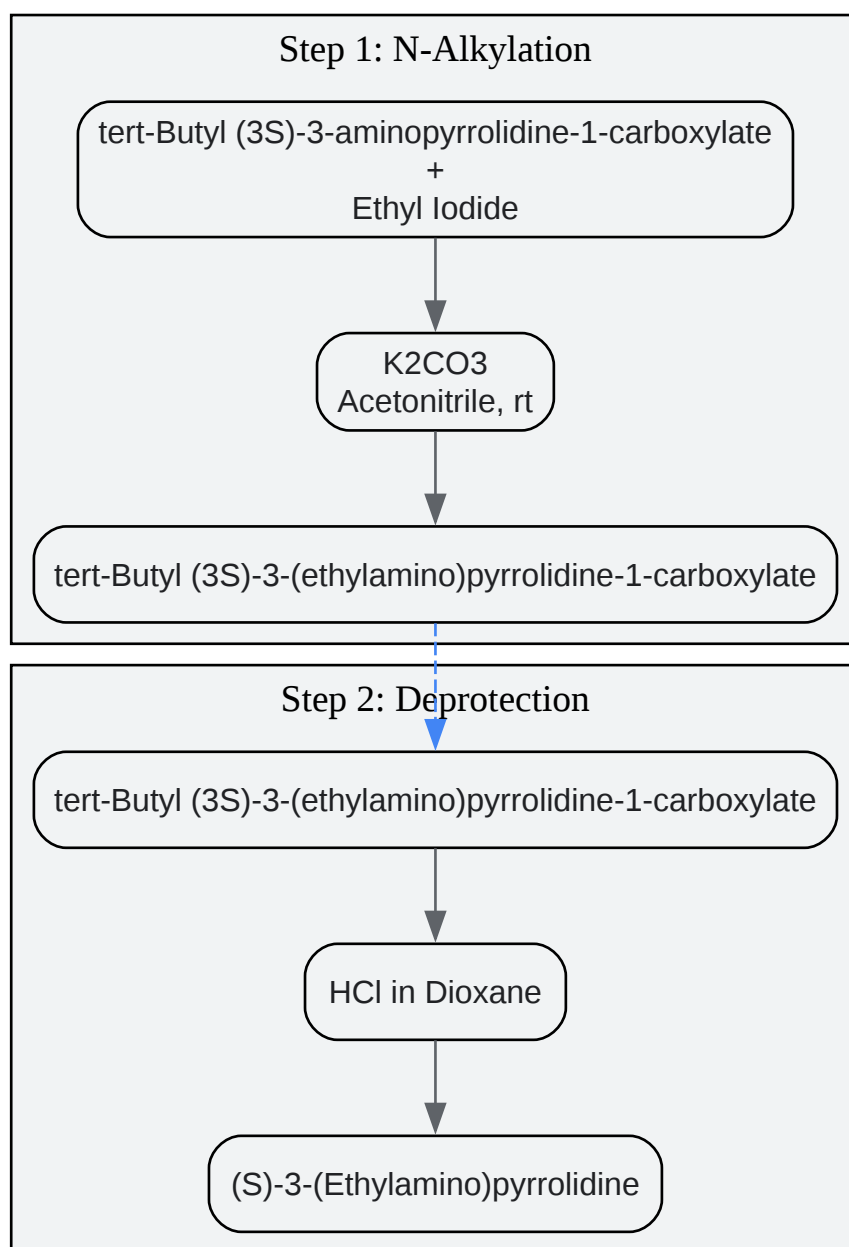 Step 1: N-Alkylation
tert-Butyl (3S)-3-aminopyrrolidine-1-carboxylate
+
Ethyl Iodide
K2CO3
Acetonitrile, rt
tert-Butyl (3S)-3-(ethylamino)pyrrolidine-1-carboxylate
Step 2: Deprotection
tert-Butyl (3S)-3-(ethylamino)pyrrolidine-1-carboxylate
HCl in Dioxane
(S)-3-(Ethylamino)pyrrolidine